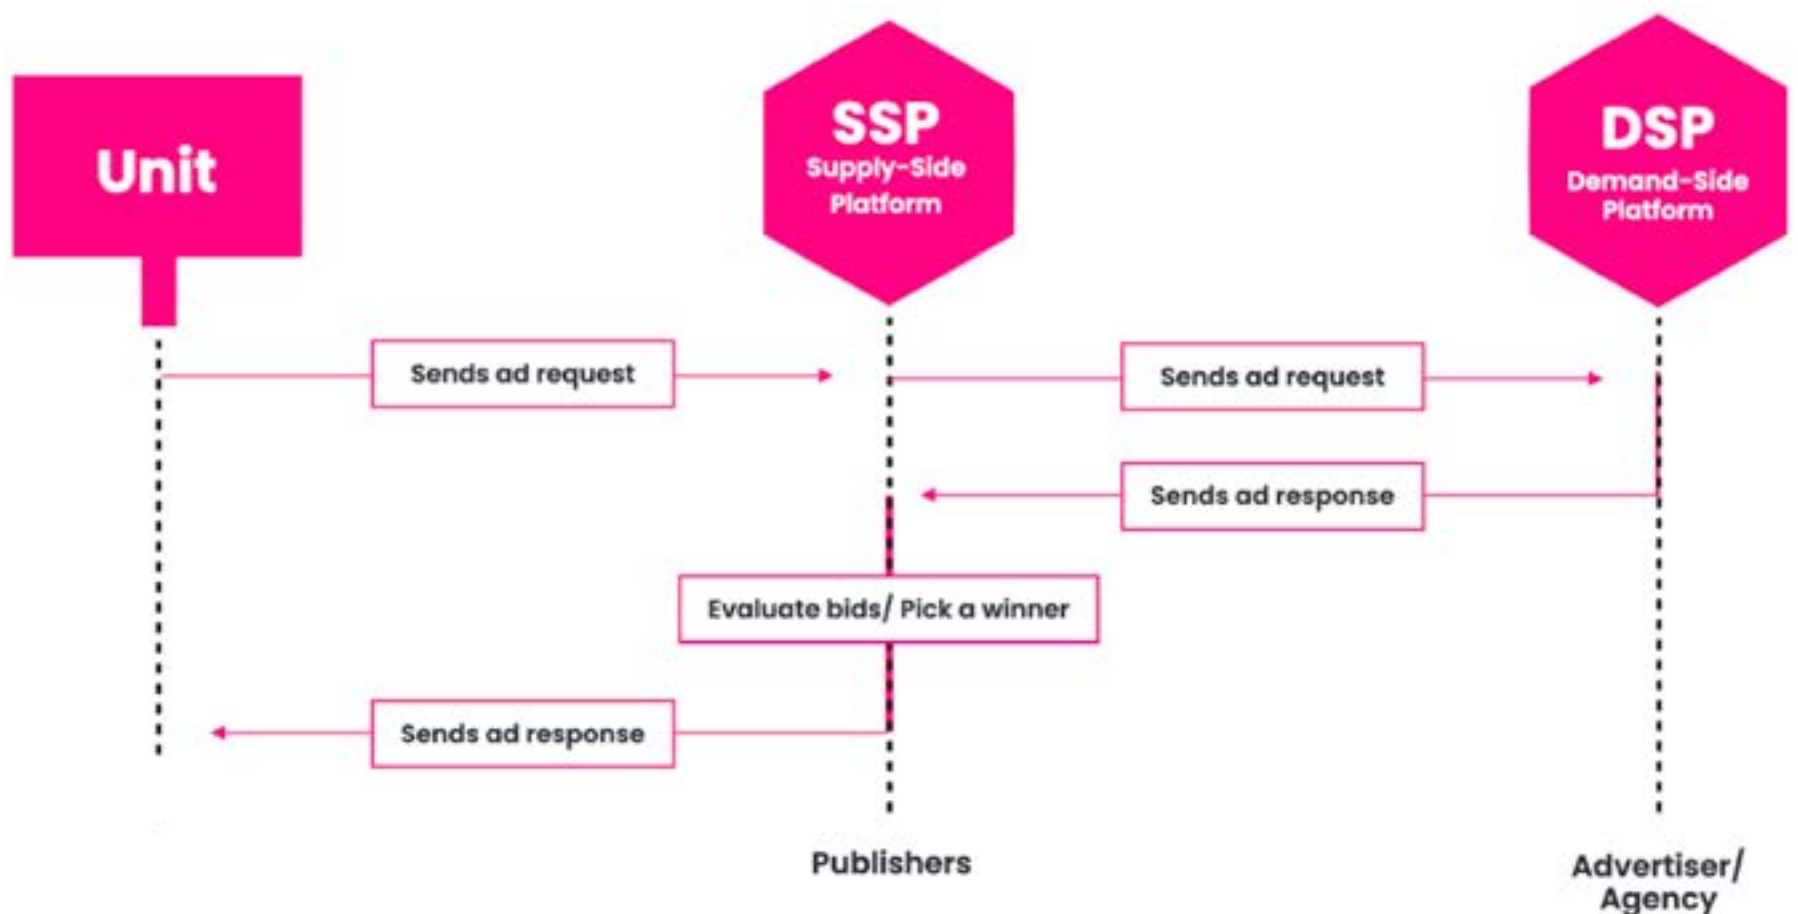 Unit
SSP
Supply-Side
Platform
DSP
Demand-Side
Platform
Sends ad request
Sends ad request
Sends ad response
Evaluate bids/ Pick a winner
Sends ad response
Publishers
Advertiser/
Agency